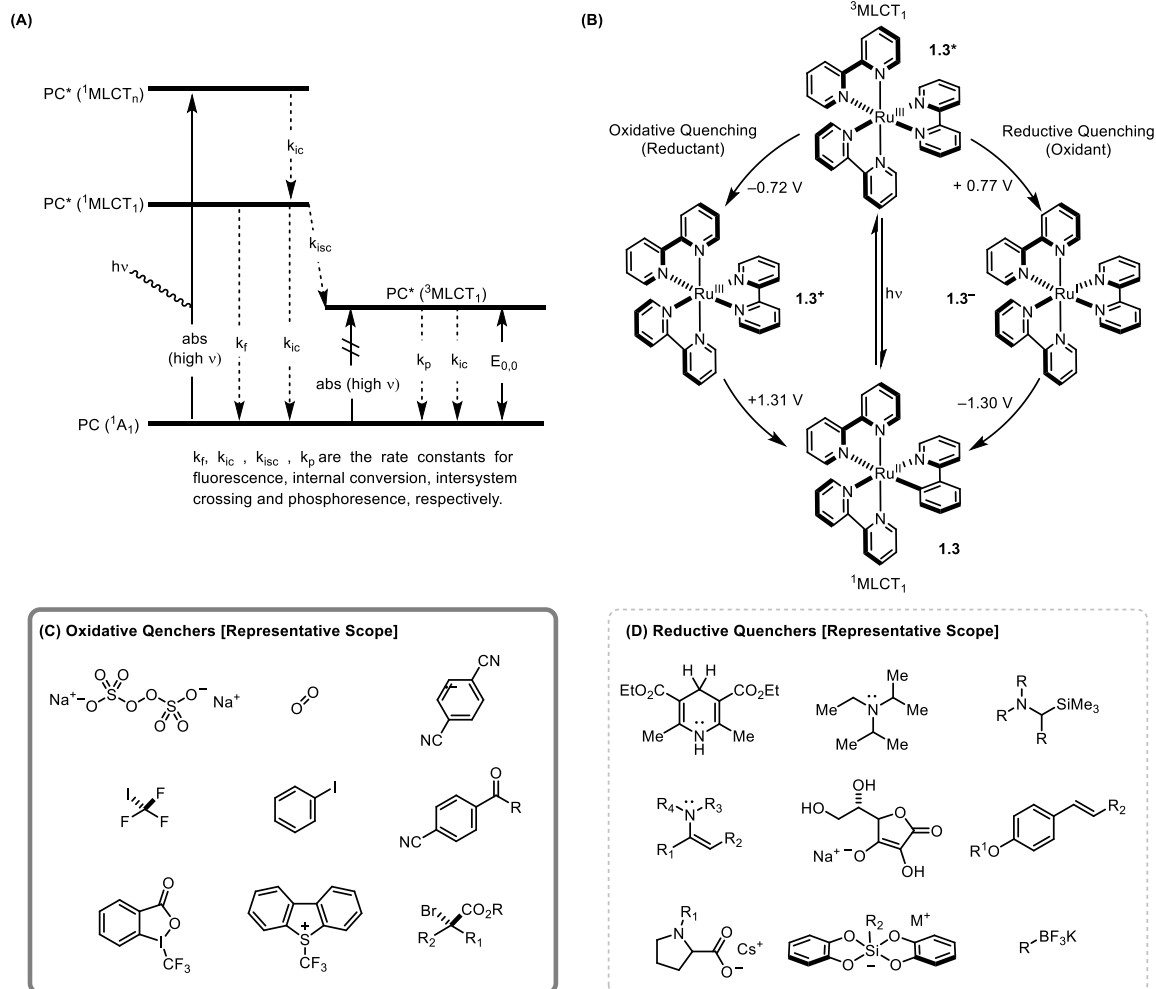 (A)
PC* (¹MLCTₙ)
k_ic
PC* (¹MLCT₁)
k_isc
hν
PC* (³MLCT₁)
abs
(high ν)
k_f
k_ic
abs (high ν)
k_p
k_ic
E₀,₀
PC (¹A₁)
k_f, k_ic , k_isc , k_p are the rate constants for
fluorescence, internal conversion, intersystem
crossing and phosphoresence, respectively.
(B)
³MLCT₁
1.3*
N
N
N
Ru^III
N
N
N
Oxidative Quenching
(Reductant)
Reductive Quenching
(Oxidant)
–0.72 V
+ 0.77 V
N
N
N
Ru^III
N
N
N
1.3⁺
hν
1.3⁻
N
N
N
Ru^I
N
N
N
+1.31 V
–1.30 V
N
N
N
Ru^II
N
N
1.3
¹MLCT₁
(C) Oxidative Qenchers [Representative Scope]
Na⁺ ⁻O S O O O O S O O O⁻ Na⁺
O O
CN
NC
I F
F F
I
O
R
NC
O
O
I
CF₃
S
+
CF₃
Br CO₂R
R₂ R₁
(D) Reductive Quenchers [Representative Scope]
H H
EtO₂C CO₂Et
Me N Me
H
Me
Me N Me
Me Me
R
N SiMe₃
R
R
R₄ N R₃
R₁ R₂
OH
HO
O O
Na⁺ ⁻O
OH
R₂
R¹O
R₁
N O
Cs⁺
O⁻
R₂ M⁺
O O
Si
O O
–
R BF₃K